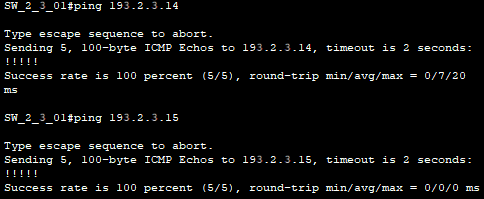 SW_2_3_01#ping 193.2.3.14
Type escape sequence to abort.
Sending 5, 100-byte ICMP Echos to 193.2.3.14, timeout is 2 seconds:
!!!!!
Success rate is 100 percent (5/5), round-trip min/avg/max = 0/7/20
ms
SW_2_3_01#ping 193.2.3.15
Type escape sequence to abort.
Sending 5, 100-byte ICMP Echos to 193.2.3.15, timeout is 2 seconds:
!!!!!
Success rate is 100 percent (5/5), round-trip min/avg/max = 0/0/0 ms